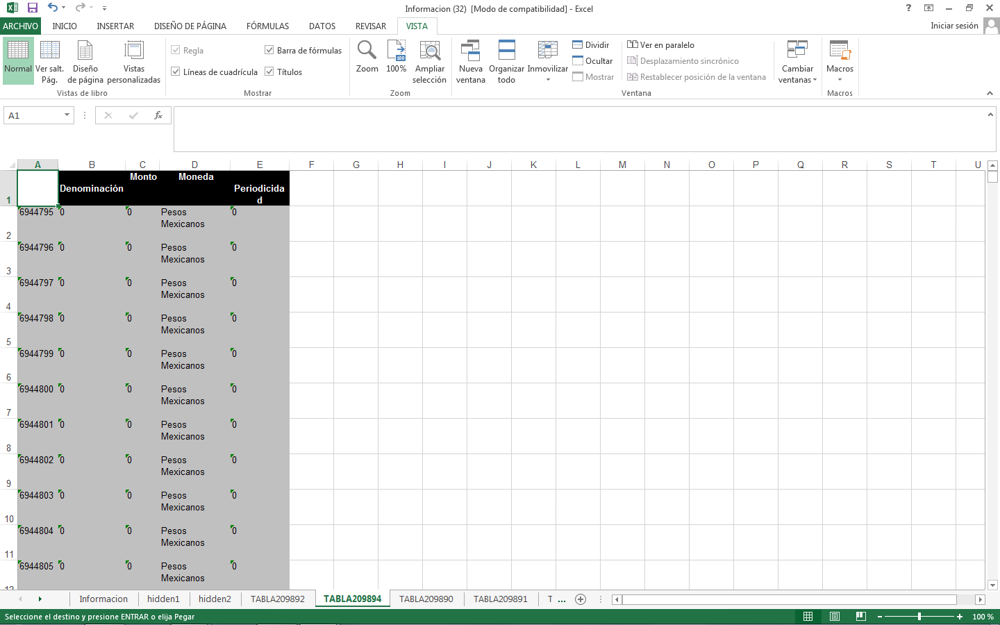 Informacion (32) [Modo de compatibilidad] - Excel
ARCHIVO INICIO INSERTAR DISEÑO DE PÁGINA FÓRMULAS DATOS REVISAR VISTA Iniciar sesión
Normal Ver salt. Pág. Diseño de página Vistas personalizadas
Vistas de libro
Regla Barra de fórmulas
Líneas de cuadrícula Títulos
Mostrar
Zoom 100% Ampliar selección
Zoom
Nueva ventana Organizar todo Inmovilizar
Dividir
Ocultar
Mostrar
Ver en paralelo
Desplazamiento sincrónico
Restablecer posición de la ventana
Cambiar ventanas
Ventana
Macros
Macros
A1 fx
A B C D E F G H I J K L M N O P Q R S T U
1 Denominación Monto Moneda Periodicidad
2 6944795 0 0 Pesos Mexicanos 0
3 6944796 0 0 Pesos Mexicanos 0
4 6944797 0 0 Pesos Mexicanos 0
5 6944798 0 0 Pesos Mexicanos 0
6 6944799 0 0 Pesos Mexicanos 0
7 6944800 0 0 Pesos Mexicanos 0
8 6944801 0 0 Pesos Mexicanos 0
9 6944802 0 0 Pesos Mexicanos 0
10 6944803 0 0 Pesos Mexicanos 0
11 6944804 0 0 Pesos Mexicanos 0
12 6944805 0 0 Pesos Mexicanos 0
Informacion hidden1 hidden2 TABLA209892 TABLA209894 TABLA209890 TABLA209891 T ...
Seleccione el destino y presione ENTRAR o elija Pegar 100 %